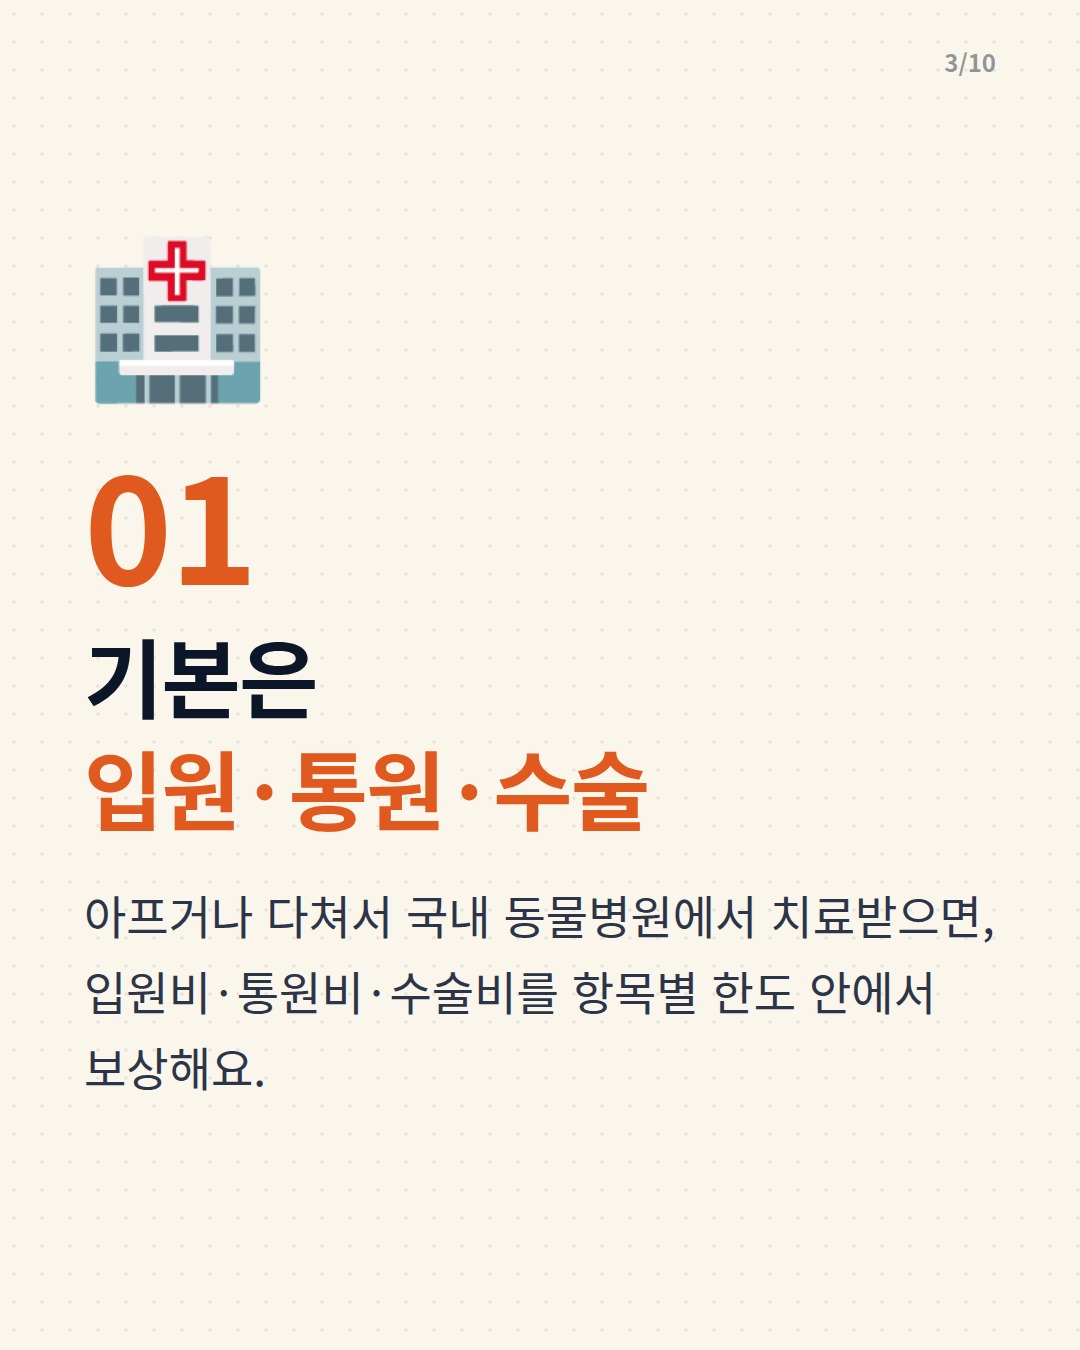 3/10
01
기본은
입원·통원·수술
아프거나 다쳐서 국내 동물병원에서 치료받으면,
입원비·통원비·수술비를 항목별 한도 안에서
보상해요.